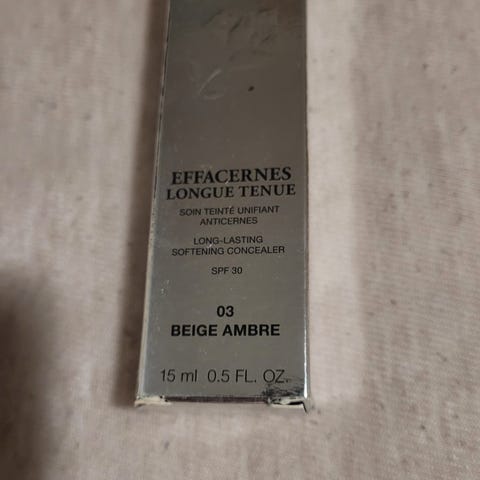 EFFACERNES
LONGUE TENUE
SOIN TEINTÉ UNIFIANT
ANTICERNES
LONG-LASTING
SOFTENING CONCEALER
SPF 30
03
BEIGE AMBRE
15 ml 0.5 FL. OZ.